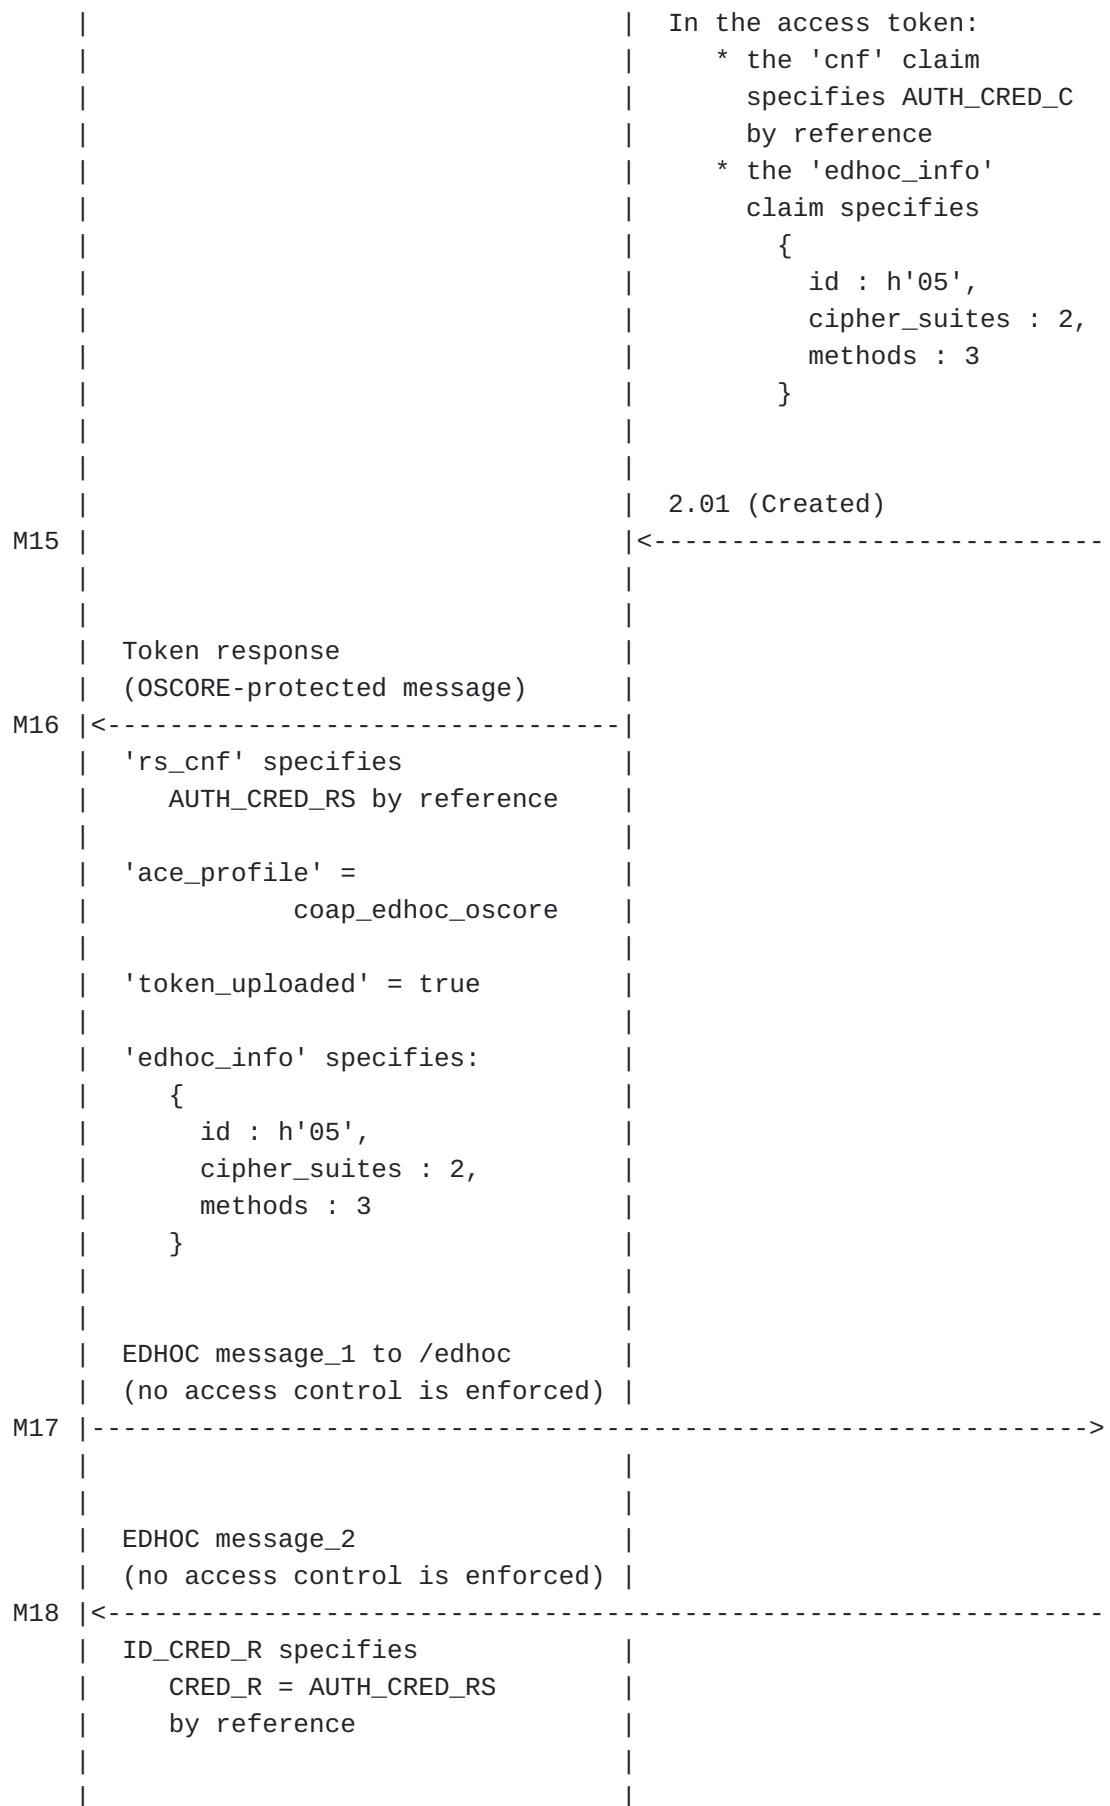 |                                  |  In the access token:
     |                                  |     * the 'cnf' claim
     |                                  |       specifies AUTH_CRED_C
     |                                  |       by reference
     |                                  |     * the 'edhoc_info'
     |                                  |       claim specifies
     |                                  |         {
     |                                  |           id : h'05',
     |                                  |           cipher_suites : 2,
     |                                  |           methods : 3
     |                                  |         }
     |                                  |
     |                                  |
     |                                  |  2.01 (Created)
M15  |                                  |<-----------------------------
     |                                  |
     |                                  |
     |  Token response                  |
     |  (OSCORE-protected message)      |
M16  |<---------------------------------|
     |  'rs_cnf' specifies              |
     |     AUTH_CRED_RS by reference    |
     |                                  |
     |  'ace_profile' =                 |
     |             coap_edhoc_oscore    |
     |                                  |
     |  'token_uploaded' = true         |
     |                                  |
     |  'edhoc_info' specifies:         |
     |     {                            |
     |       id : h'05',                |
     |       cipher_suites : 2,         |
     |       methods : 3                |
     |     }                            |
     |                                  |
     |                                  |
     |  EDHOC message_1 to /edhoc       |
     |  (no access control is enforced) |
M17  |---------------------------------------------------------------->
     |                                  |
     |                                  |
     |  EDHOC message_2                 |
     |  (no access control is enforced) |
M18  |<----------------------------------------------------------------
     |  ID_CRED_R specifies             |
     |     CRED_R = AUTH_CRED_RS        |
     |     by reference                 |
     |                                  |
     |                                  |